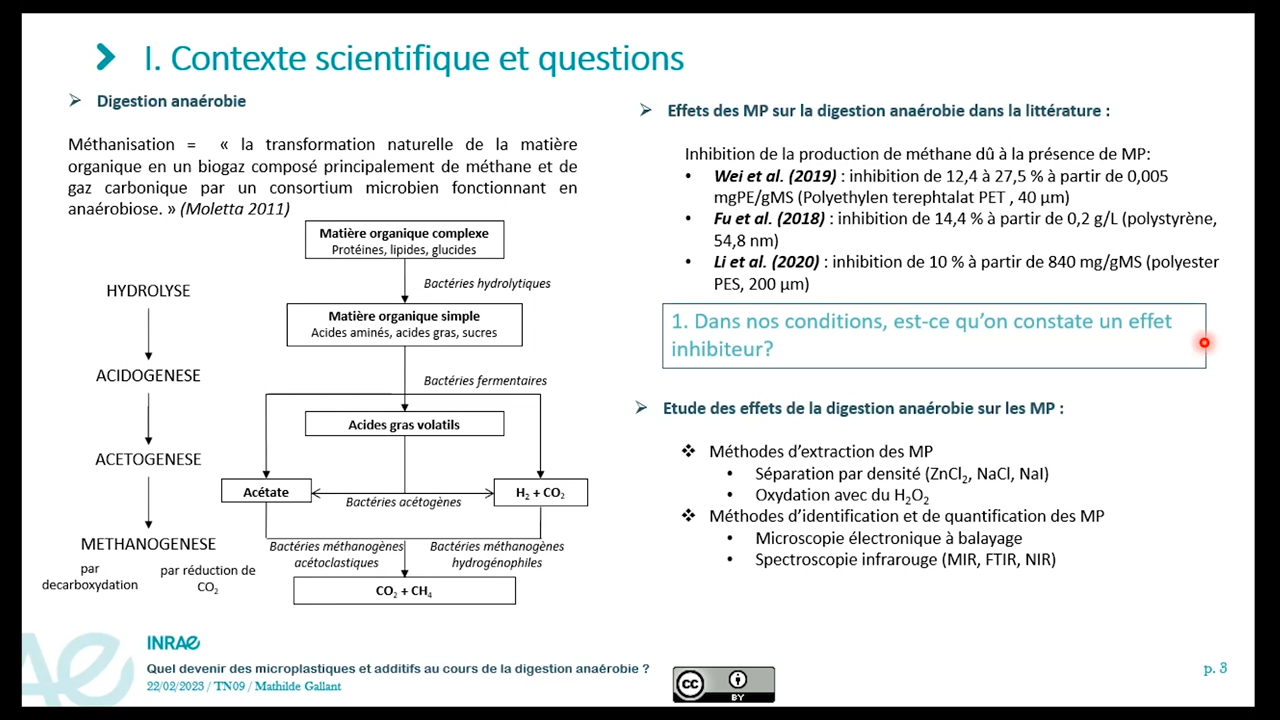 I. Contexte scientifique et questions
Digestion anaérobie
Méthanisation = « la transformation naturelle de la matière
organique en un biogaz composé principalement de méthane et de
gaz carbonique par un consortium microbien fonctionnant en
anaérobiose. » (Moletta 2011)
Matière organique complexe
Protéines, lipides, glucides
Bactéries hydrolytiques
HYDROLYSE
Matière organique simple
Acides aminés, acides gras, sucres
ACIDOGENESE
Bactéries fermentaires
Acides gras volatils
ACETOGENESE
Acétate
Bactéries acétogènes
H₂ + CO₂
METHANOGENESE
par
decarboxydation
par réduction de
CO₂
Bactéries méthanogènes
acétoclastiques
Bactéries méthanogènes
hydrogénophiles
CO₂ + CH₄
Effets des MP sur la digestion anaérobie dans la littérature :
Inhibition de la production de méthane dû à la présence de MP:
• Wei et al. (2019) : inhibition de 12,4 à 27,5 % à partir de 0,005
mgPE/gMS (Polyethylen terephtalat PET , 40 µm)
• Fu et al. (2018) : inhibition de 14,4 % à partir de 0,2 g/L (polystyrène,
54,8 nm)
• Li et al. (2020) : inhibition de 10 % à partir de 840 mg/gMS (polyester
PES, 200 µm)
1. Dans nos conditions, est-ce qu'on constate un effet
inhibiteur?
Etude des effets de la digestion anaérobie sur les MP :
Méthodes d'extraction des MP
• Séparation par densité (ZnCl₂, NaCl, NaI)
• Oxydation avec du H₂O₂
Méthodes d'identification et de quantification des MP
• Microscopie électronique à balayage
• Spectroscopie infrarouge (MIR, FTIR, NIR)
INRAE
Quel devenir des microplastiques et additifs au cours de la digestion anaérobie ?
22/02/2023 / TN09 / Mathilde Gallant
cc
BY
p. 3